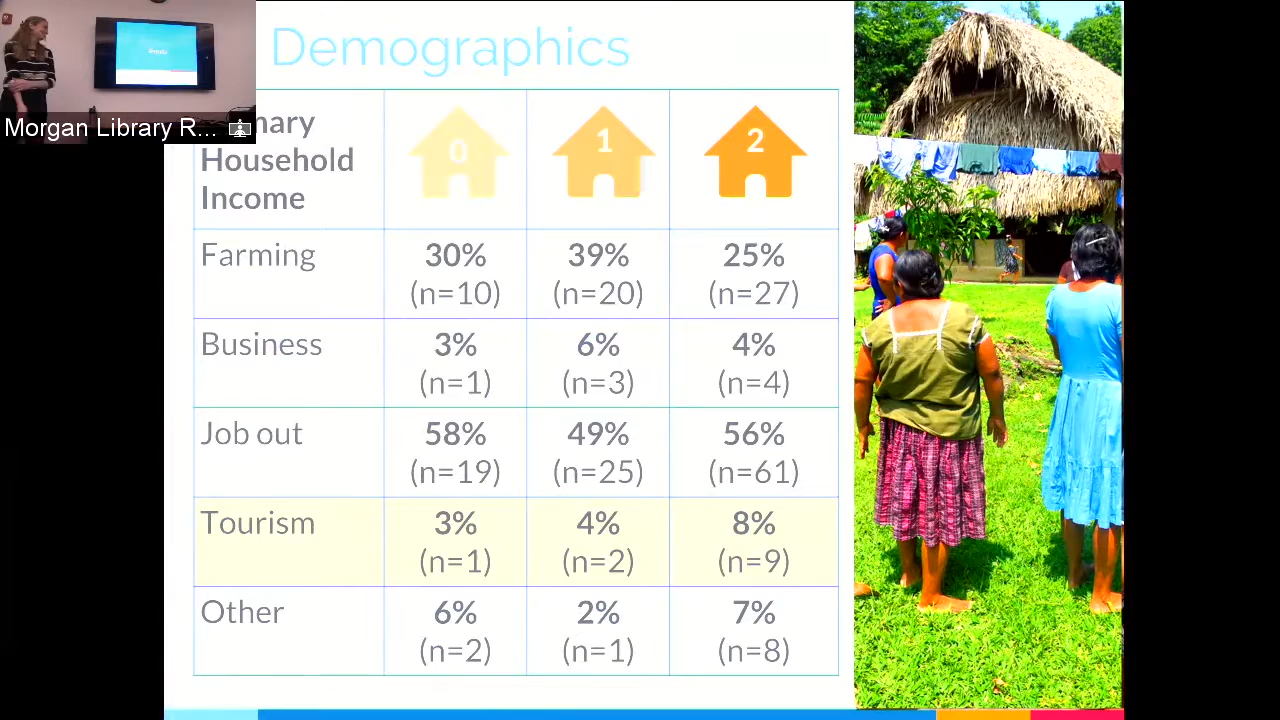 Demographics
Morgan Library R...
mary
Household
Income
0
1
2
Farming
30%
39%
25%
(n=10)
(n=20)
(n=27)
Business
3%
6%
4%
(n=1)
(n=3)
(n=4)
Job out
58%
49%
56%
(n=19)
(n=25)
(n=61)
Tourism
3%
4%
8%
(n=1)
(n=2)
(n=9)
Other
6%
2%
7%
(n=2)
(n=1)
(n=8)